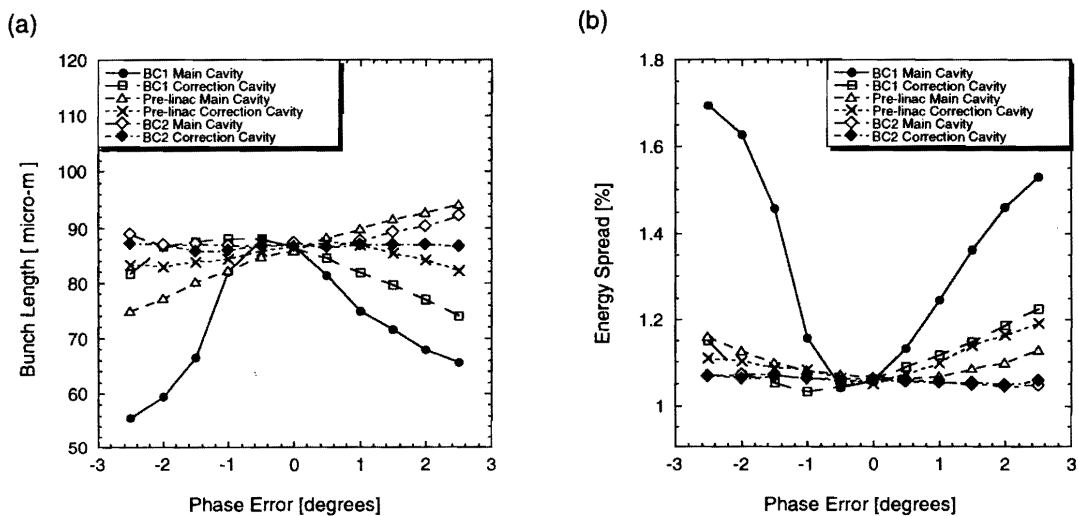 (a)
120
110
100
90
80
70
60
50
Bunch Length [ micro-m ]
BC1 Main Cavity
BC1 Correction Cavity
Pre-linac Main Cavity
Pre-linac Correction Cavity
BC2 Main Cavity
BC2 Correction Cavity
-3 -2 -1 0 1 2 3
Phase Error [degrees]
(b)
1.8
1.6
1.4
1.2
1
Energy Spread [%]
BC1 Main Cavity
BC1 Correction Cavity
Pre-linac Main Cavity
Pre-linac Correction Cavity
BC2 Main Cavity
BC2 Correction Cavity
-3 -2 -1 0 1 2 3
Phase Error [degrees]